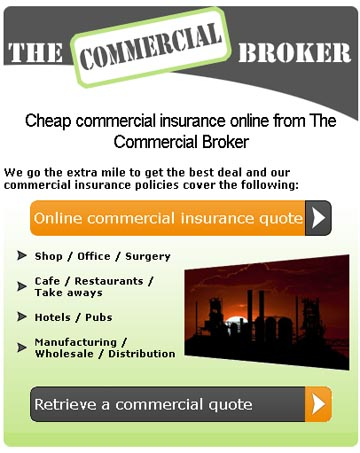 THE COMMERCIAL BROKER
Cheap commercial insurance online from The
Commercial Broker
We go the extra mile to get the best deal and our
commercial insurance policies cover the following:
Online commercial insurance quote
Shop / Office / Surgery
Cafe / Restaurants /
Take aways
Hotels / Pubs
Manufacturing /
Wholesale / Distribution
Retrieve a commercial quote